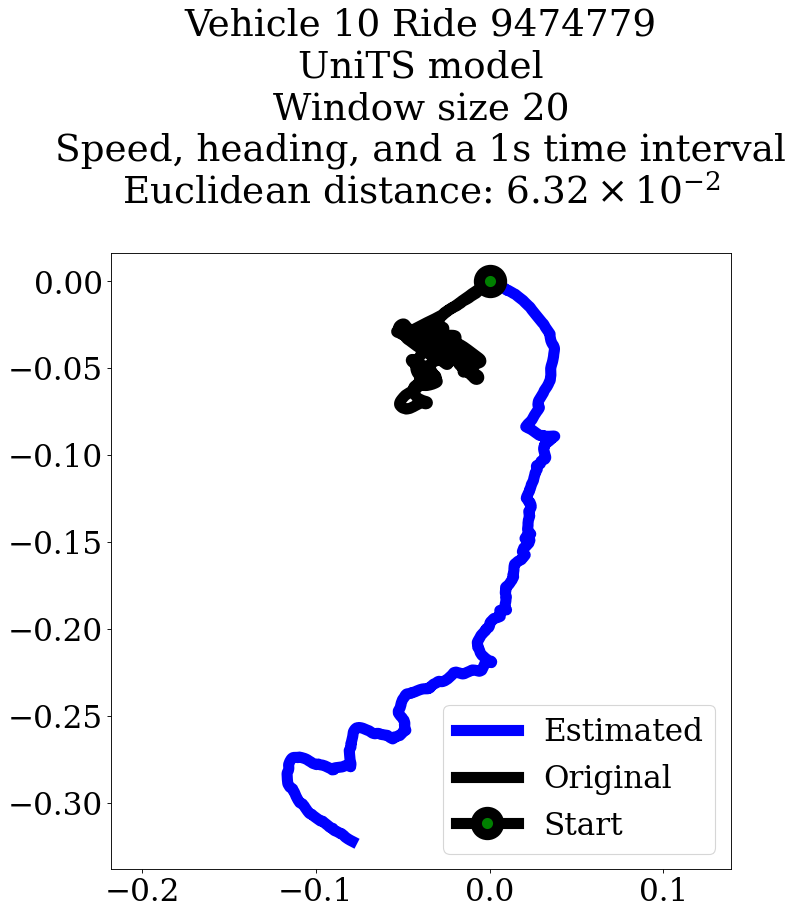 Vehicle 10 Ride 9474779
UniTS model
Window size 20
Speed, heading, and a 1s time interval
Euclidean distance: 6.32 × 10⁻²
0.00
−0.05
−0.10
−0.15
−0.20
−0.25
−0.30
Estimated
Original
Start
−0.2 −0.1 0.0 0.1